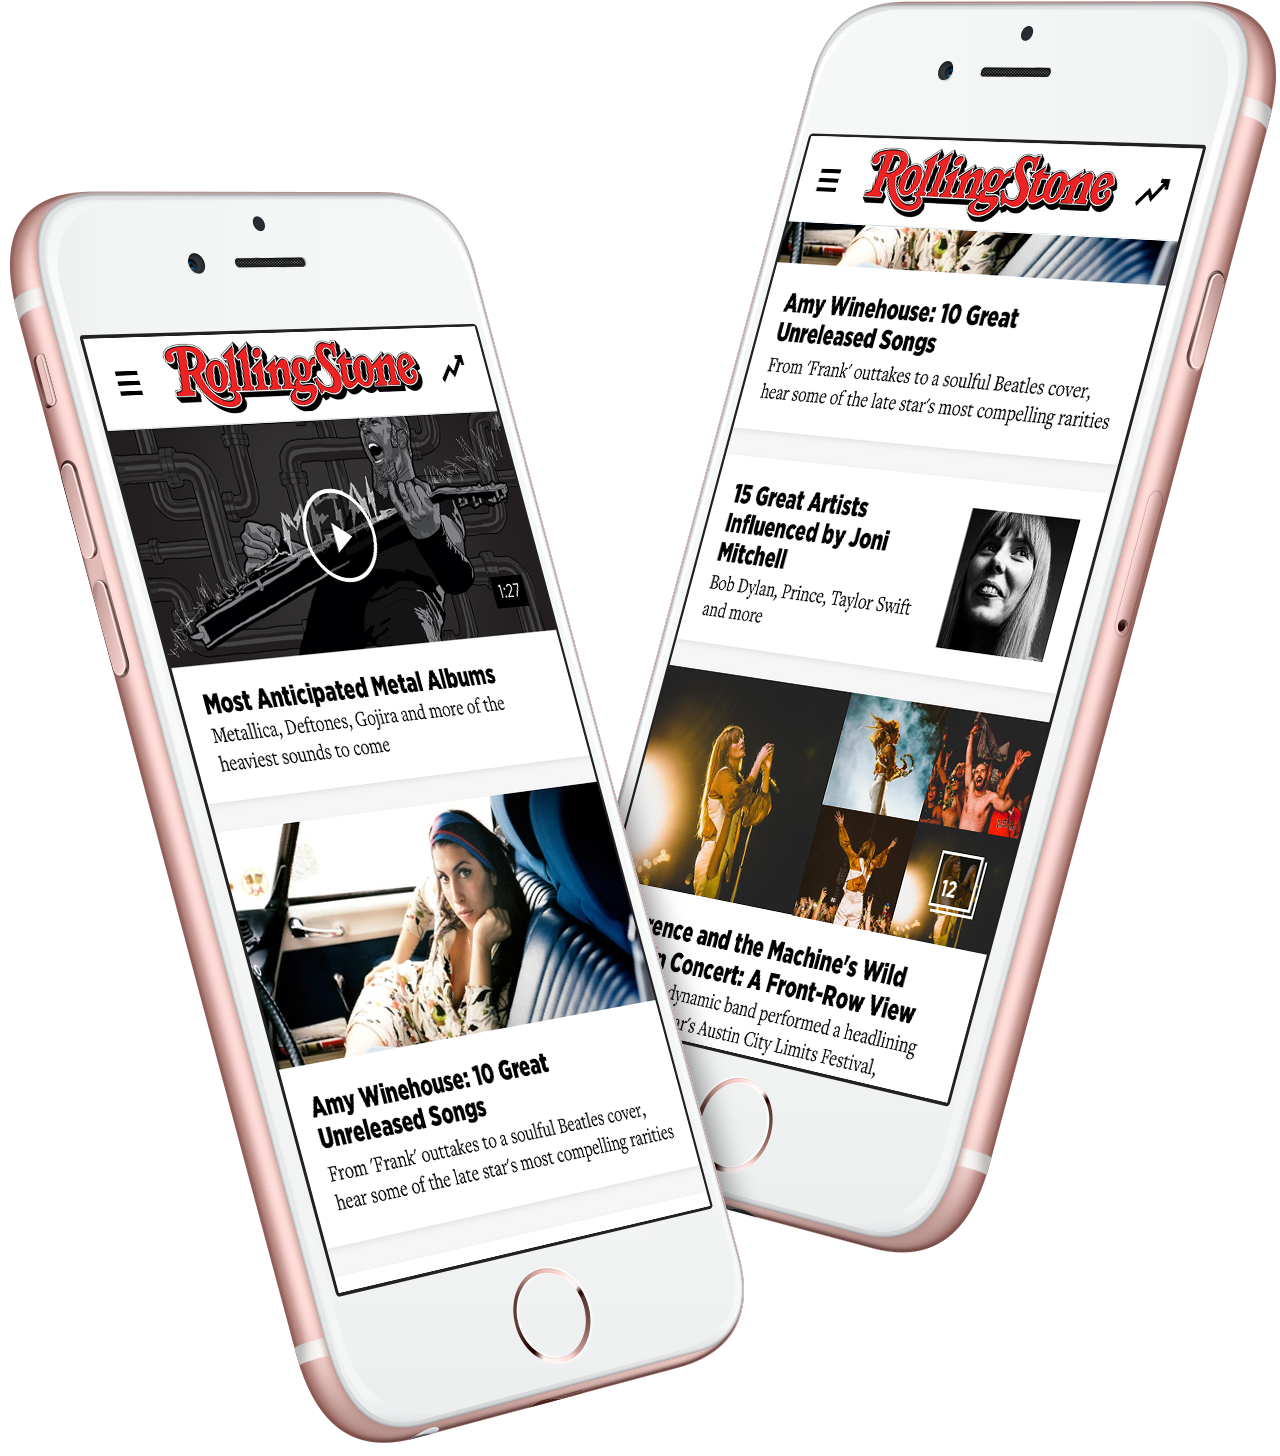 RollingStone
METAL
1:27
Most Anticipated Metal Albums
Metallica, Deftones, Gojira and more of the
heaviest sounds to come
Amy Winehouse: 10 Great
Unreleased Songs
From 'Frank' outtakes to a soulful Beatles cover,
hear some of the late star's most compelling rarities
RollingStone
Amy Winehouse: 10 Great
Unreleased Songs
From 'Frank' outtakes to a soulful Beatles cover,
hear some of the late star's most compelling rarities
15 Great Artists
Influenced by Joni
Mitchell
Bob Dylan, Prince, Taylor Swift
and more
12
rence and the Machine's Wild
n Concert: A Front-Row View
dynamic band performed a headlining
ar's Austin City Limits Festival,